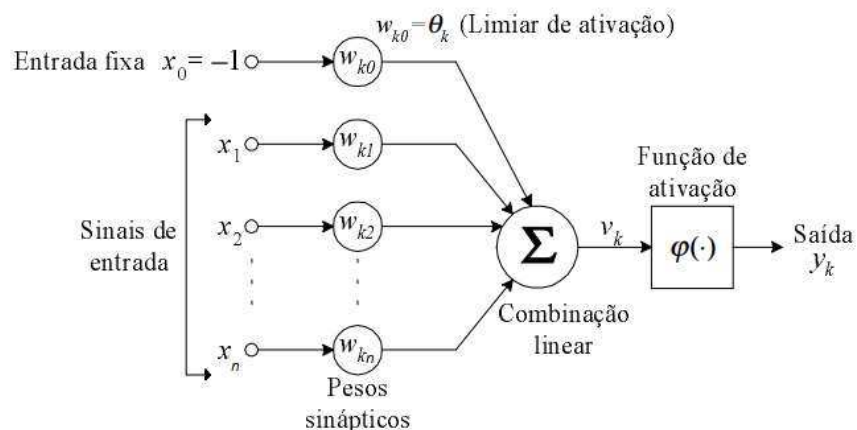 w_{k0} = θ_k (Limiar de ativação)
Entrada fixa x_0 = −1
w_{k0}
x_1
w_{k1}
Função de
ativação
Sinais de
entrada
x_2
w_{k2}
Σ
v_k
φ(·)
Saída
y_k
Combinação
linear
x_n
w_{kn}
Pesos
sinápticos